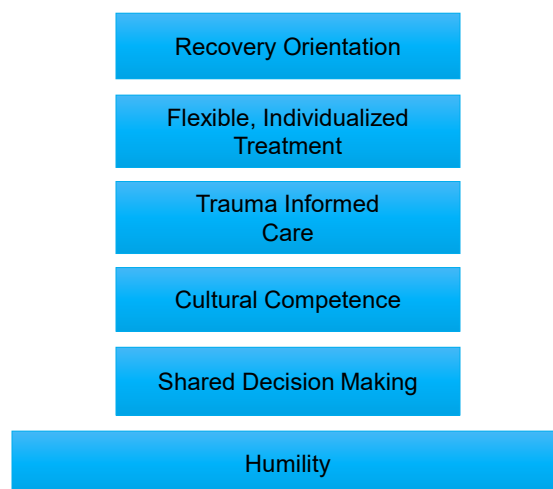 Recovery Orientation
Flexible, Individualized
Treatment
Trauma Informed
Care
Cultural Competence
Shared Decision Making
Humility